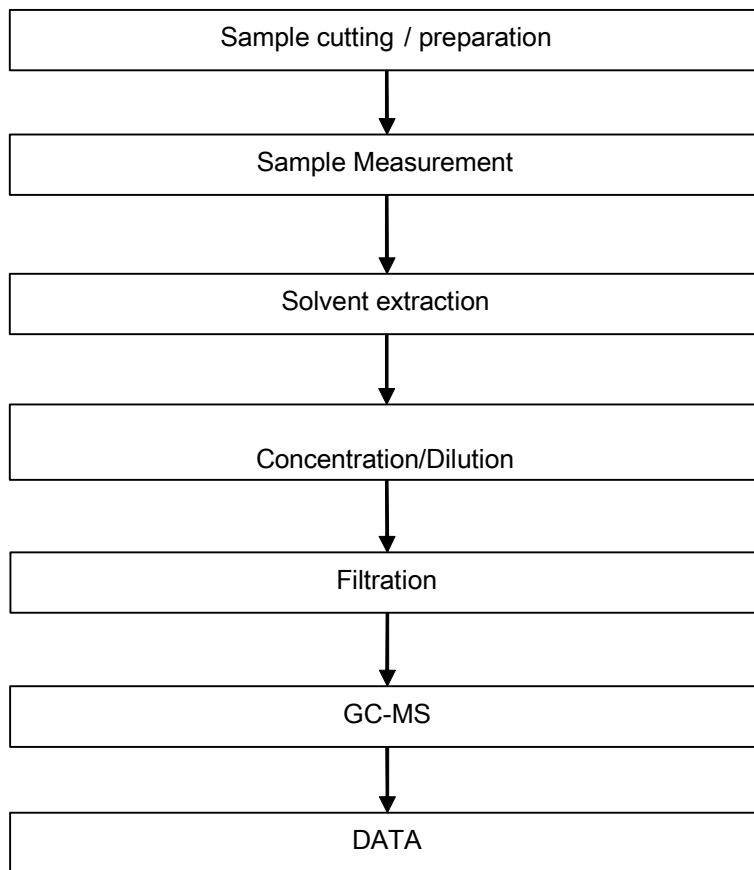 Sample cutting / preparation
Sample Measurement
Solvent extraction
Concentration/Dilution
Filtration
GC-MS
DATA